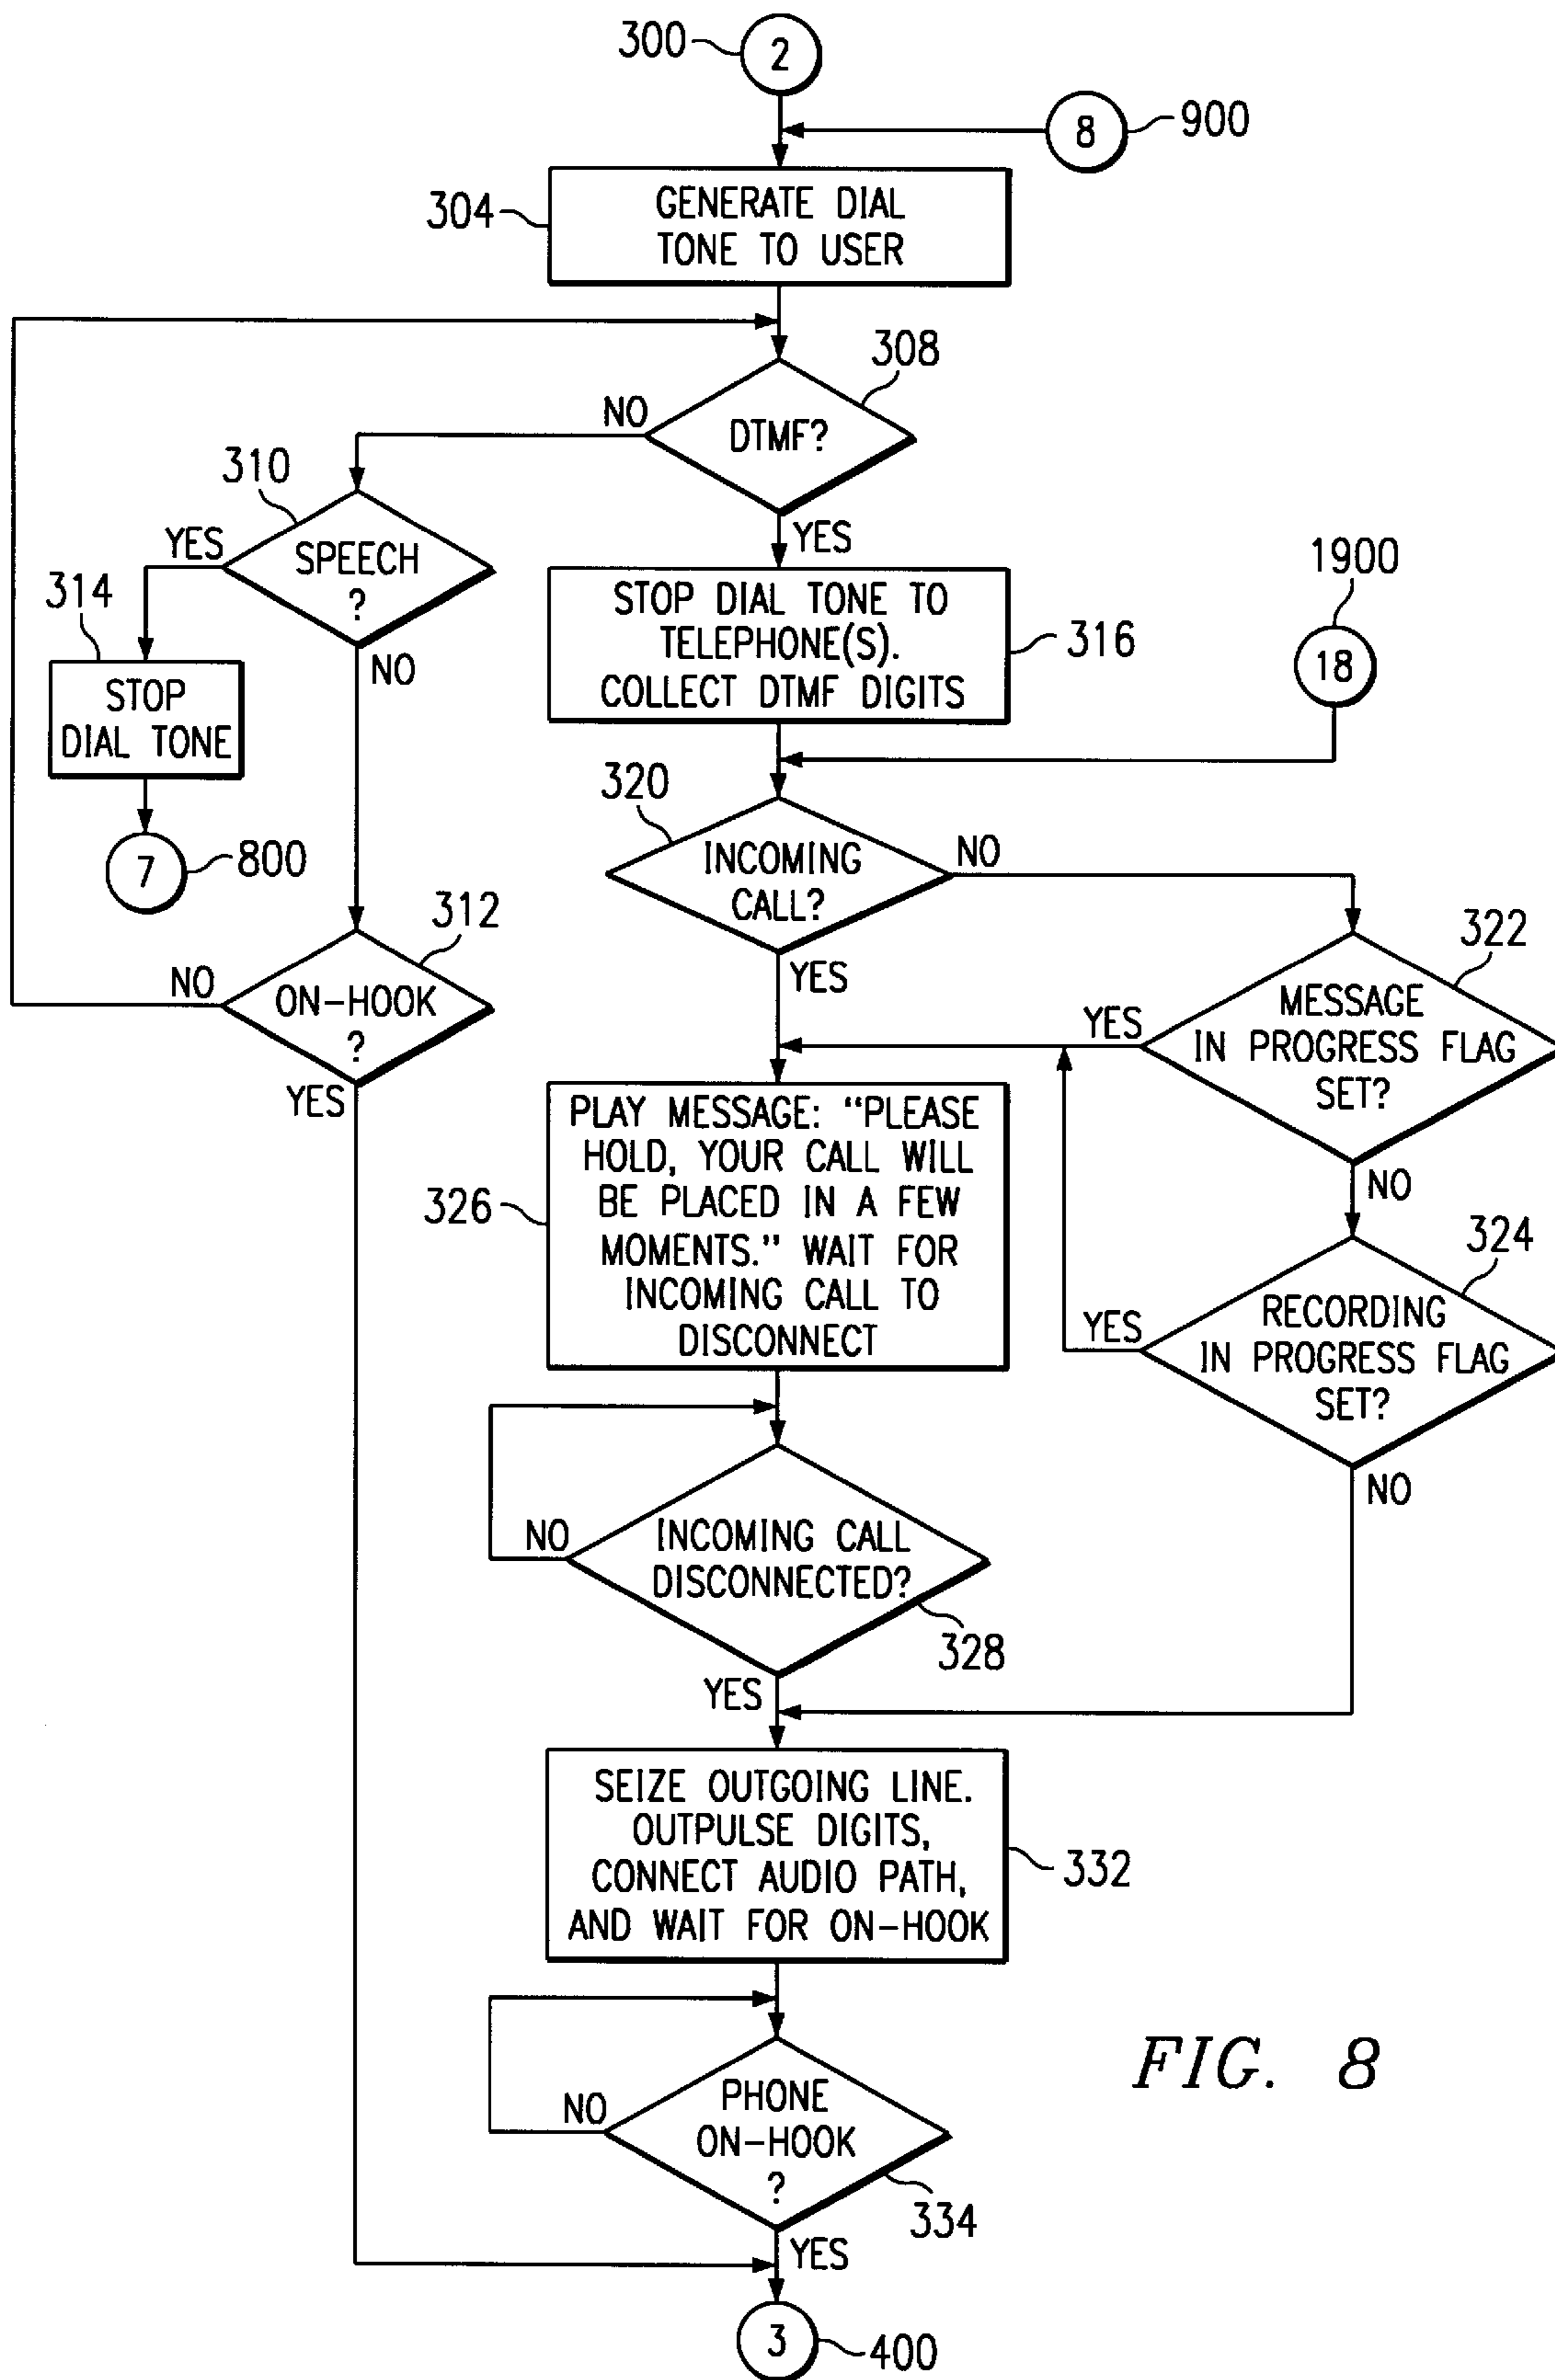 300
2
8
900
304
GENERATE DIAL
TONE TO USER
308
NO
DTMF?
310
YES
YES
SPEECH
?
1900
314
STOP DIAL TONE TO
TELEPHONE(S).
COLLECT DTMF DIGITS
316
18
NO
STOP
DIAL TONE
320
7
800
INCOMING
CALL?
NO
312
322
NO
ON-HOOK
?
YES
YES
MESSAGE
IN PROGRESS FLAG
SET?
YES
PLAY MESSAGE: “PLEASE
HOLD, YOUR CALL WILL
BE PLACED IN A FEW
MOMENTS.” WAIT FOR
INCOMING CALL TO
DISCONNECT
326
NO
324
YES
RECORDING
IN PROGRESS FLAG
SET?
NO
NO
INCOMING CALL
DISCONNECTED?
328
YES
SEIZE OUTGOING LINE.
OUTPULSE DIGITS,
CONNECT AUDIO PATH,
AND WAIT FOR ON-HOOK
332
NO
PHONE
ON-HOOK
?
334
FIG. 8
YES
3
400